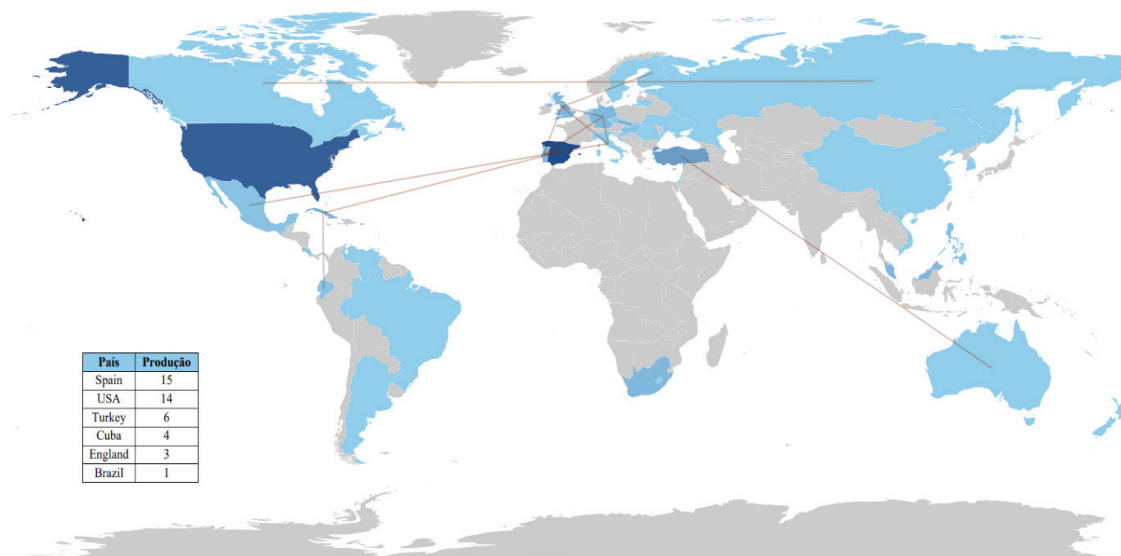 País Produção
Spain 15
USA 14
Turkey 6
Cuba 4
England 3
Brazil 1